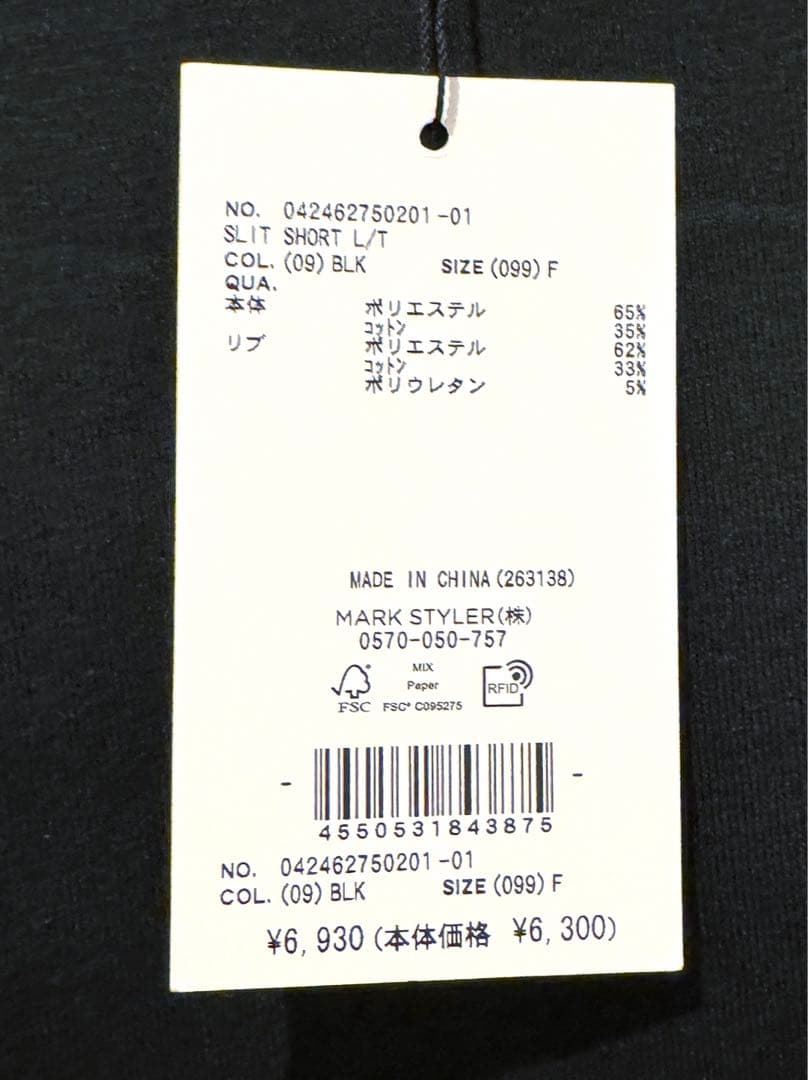 NO. 042462750201-01
SLIT SHORT L/T
COL. (09) BLK SIZE (099) F
QUA.
本体 ポリエステル 65%
コットン 35%
リブ ポリエステル 62%
コットン 33%
ポリウレタン 5%
MADE IN CHINA (263138)
MARK STYLER(株)
0570-050-757
MIX
Paper
FSC FSC® C095275
RFID
4550531843875
NO. 042462750201-01
COL. (09) BLK SIZE (099) F
¥6,930 (本体価格 ¥6,300)